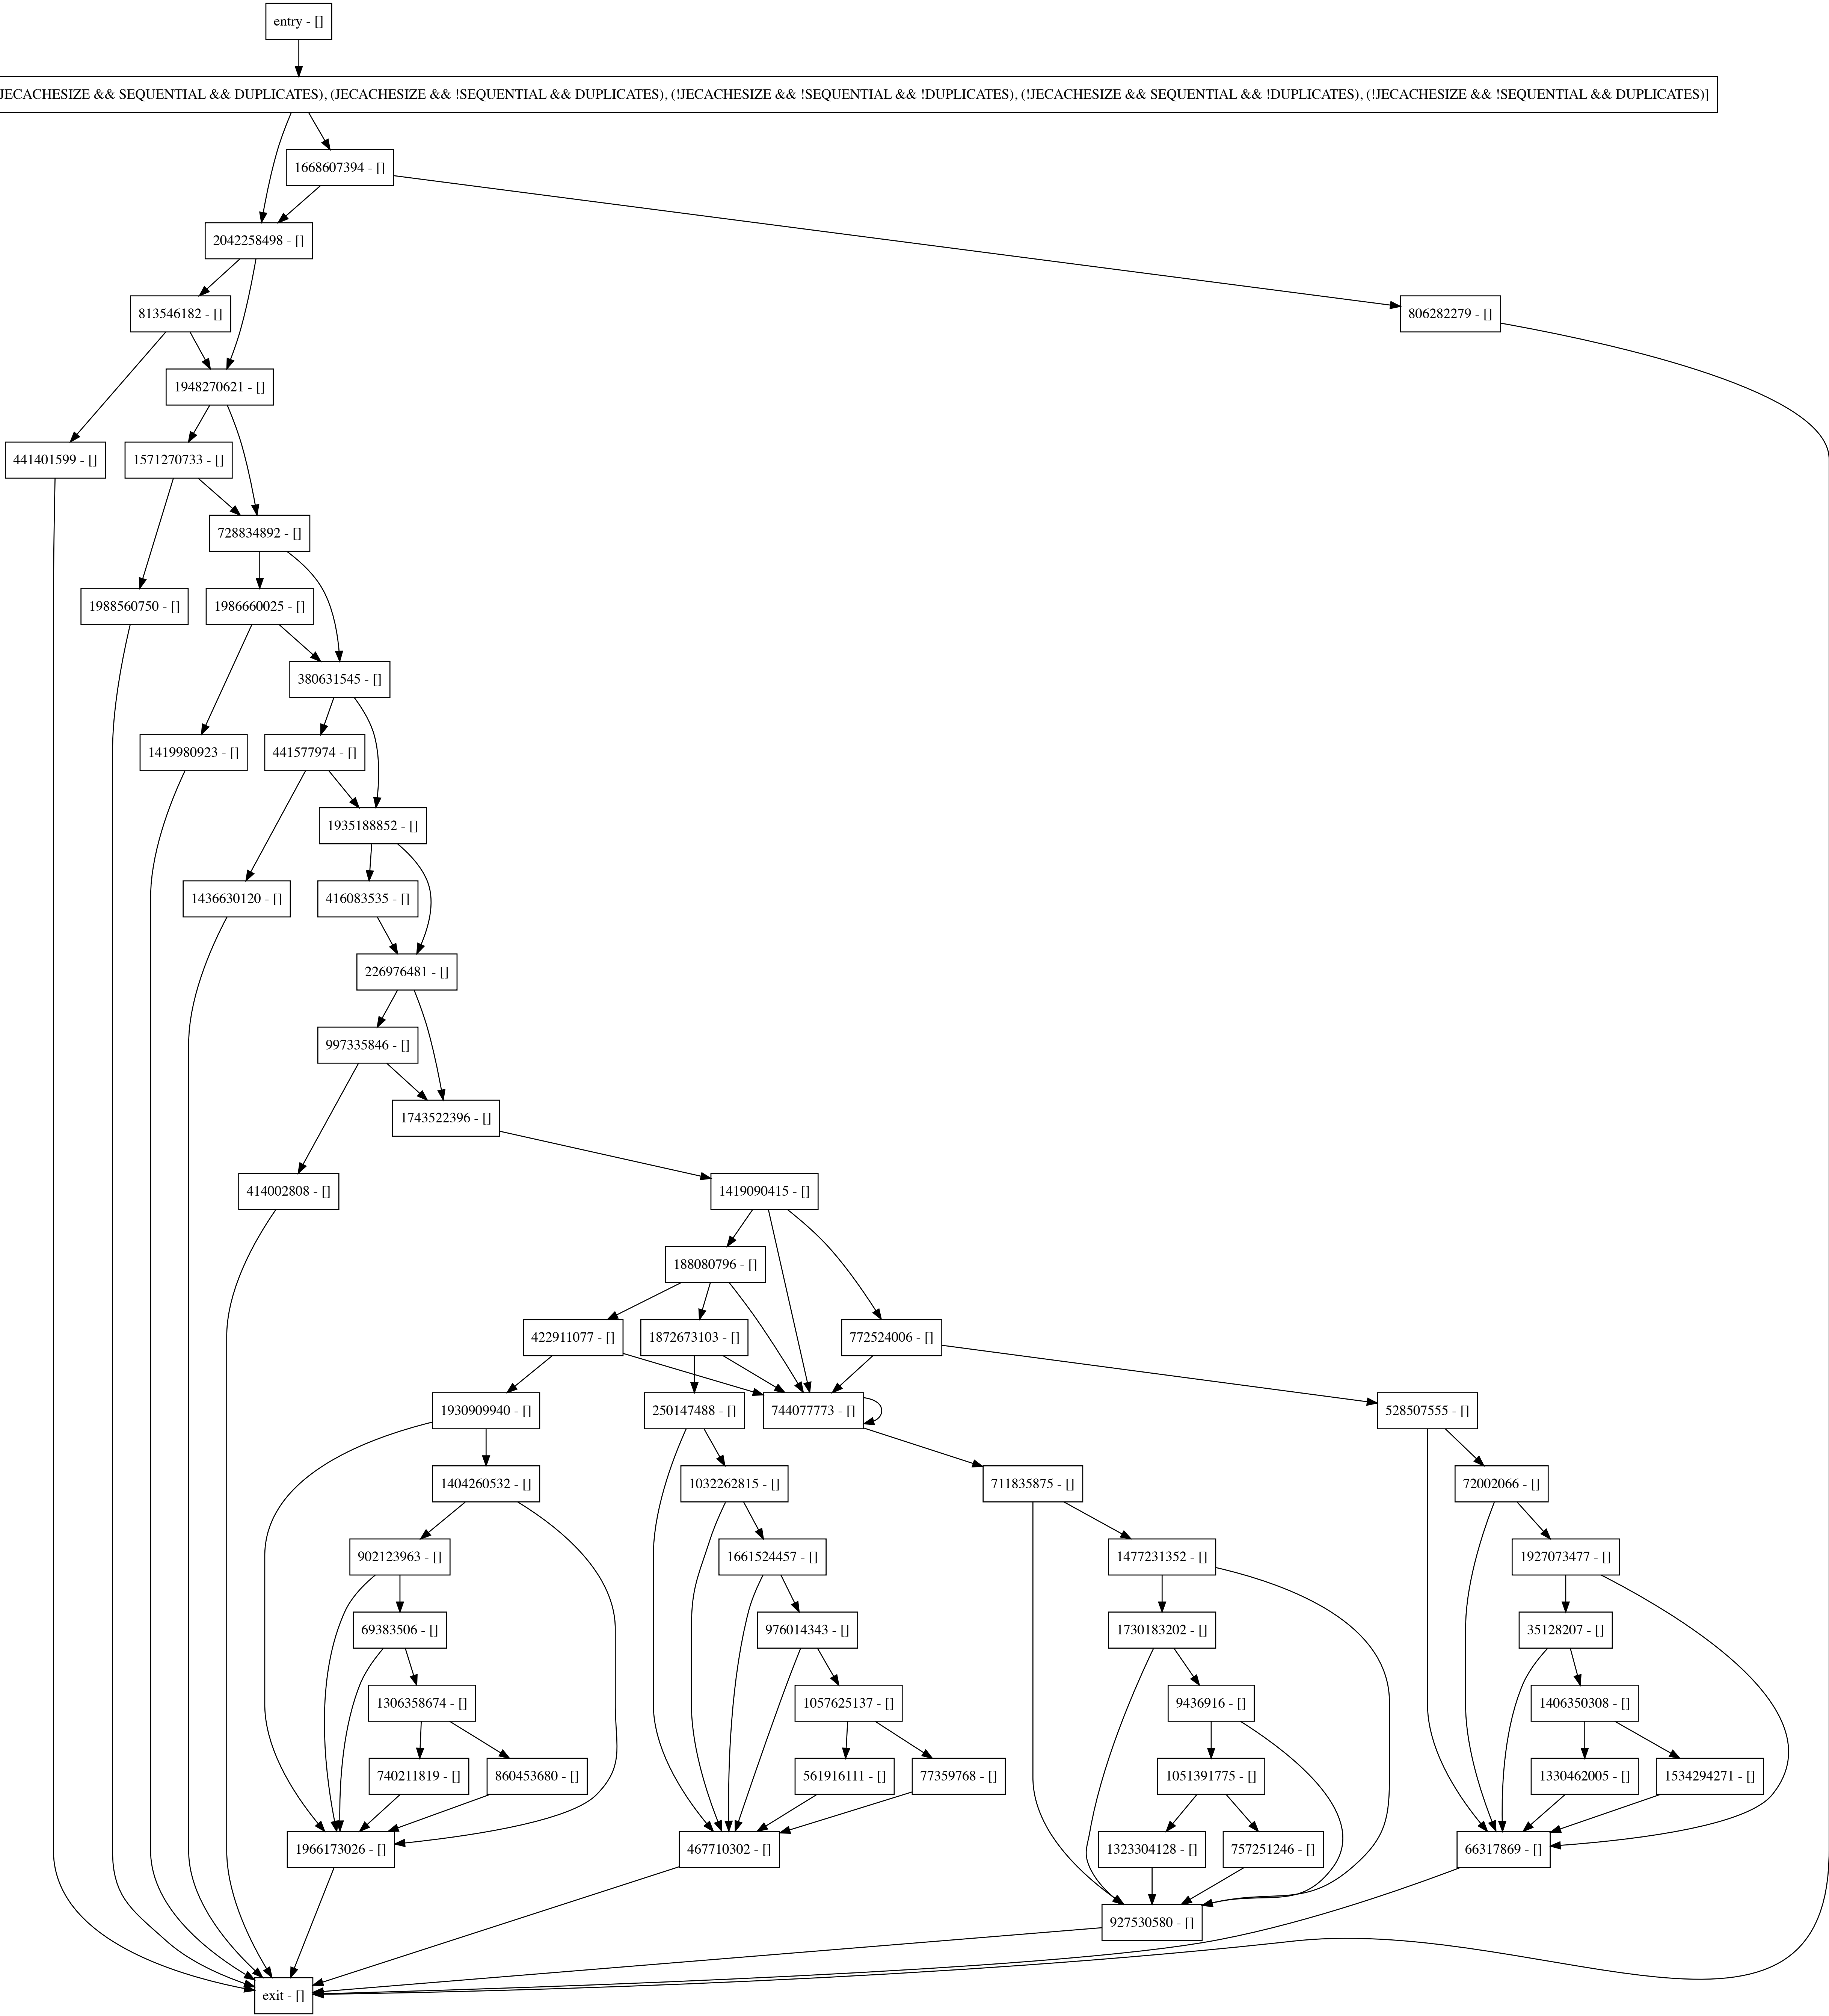 entry - []
JECACHESIZE && SEQUENTIAL && DUPLICATES), (JECACHESIZE && !SEQUENTIAL && DUPLICATES), (!JECACHESIZE && !SEQUENTIAL && !DUPLICATES), (!JECACHESIZE && SEQUENTIAL && !DUPLICATES), (!JECACHESIZE && !SEQUENTIAL && DUPLICATES)]
1668607394 - []
2042258498 - []
813546182 - []
806282279 - []
1948270621 - []
441401599 - []
1571270733 - []
728834892 - []
1988560750 - []
1986660025 - []
380631545 - []
1419980923 - []
441577974 - []
1935188852 - []
1436630120 - []
416083535 - []
226976481 - []
997335846 - []
1743522396 - []
414002808 - []
1419090415 - []
188080796 - []
422911077 - []
1872673103 - []
772524006 - []
1930909940 - []
250147488 - []
744077773 - []
528507555 - []
1404260532 - []
1032262815 - []
711835875 - []
72002066 - []
902123963 - []
1661524457 - []
1477231352 - []
1927073477 - []
69383506 - []
976014343 - []
1730183202 - []
35128207 - []
1306358674 - []
1057625137 - []
9436916 - []
1406350308 - []
740211819 - []
860453680 - []
561916111 - []
77359768 - []
1051391775 - []
1330462005 - []
1534294271 - []
1966173026 - []
467710302 - []
1323304128 - []
757251246 - []
66317869 - []
927530580 - []
exit - []